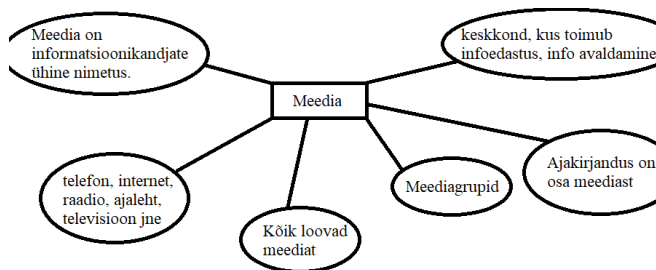 Meedia on
informatsioonikandjate
ühine nimetus.
keskkond, kus toimub
infoedastus, info avaldamine
Meedia
telefon, internet,
raadio, ajaleht,
televisioon jne
Kõik loovad
meediat
Meediagrupid
Ajakirjandus on
osa meediast